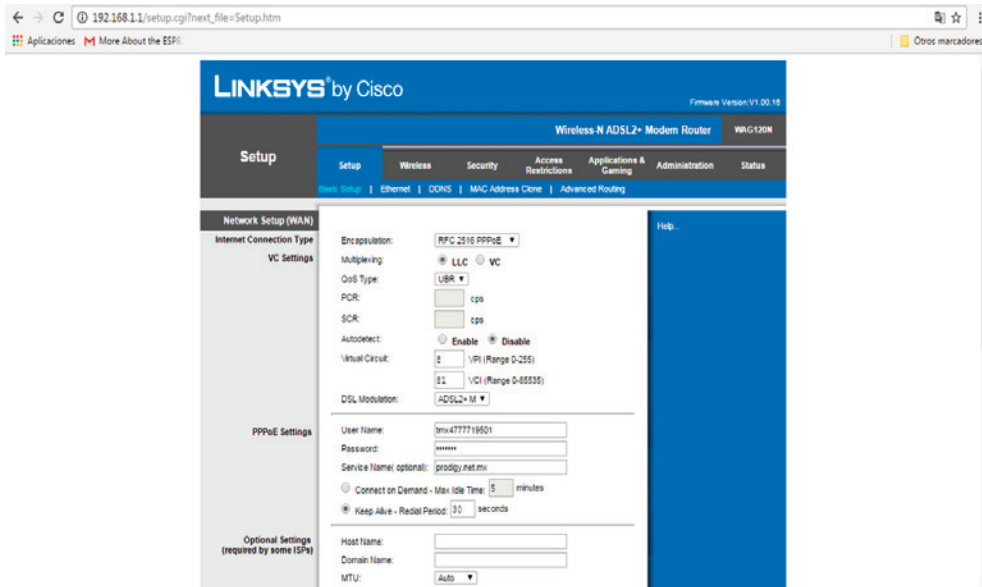 192.168.1.1/setup.cgi?next_file=Setup.htm
Aplicaciones More About the ESP8
Otros marcadores
LINKSYS® by Cisco
Firmware Version:V1.00.16
Wireless-N ADSL2+ Modem Router WAG120N
Setup
Setup Wireless Security Access Restrictions Applications & Gaming Administration Status
Basic Setup | Ethernet | DDNS | MAC Address Clone | Advanced Routing
Network Setup (WAN)
Help...
Internet Connection Type
Encapsulation: RFC 2516 PPPoE
VC Settings
Multiplexing: LLC VC
QoS Type: UBR
PCR: cps
SCR: cps
Autodetect: Enable Disable
Virtual Circuit: 8 VPI (Range 0-255)
81 VCI (Range 0-65535)
DSL Modulation: ADSL2+ M
PPPoE Settings
User Name: tmx4777719501
Password: •••••••
Service Name( optional): prodigy.net.mx
Connect on Demand - Max Idle Time: 5 minutes
Keep Alive - Redial Period: 30 seconds
Optional Settings
(required by some ISPs)
Host Name:
Domain Name:
MTU: Auto